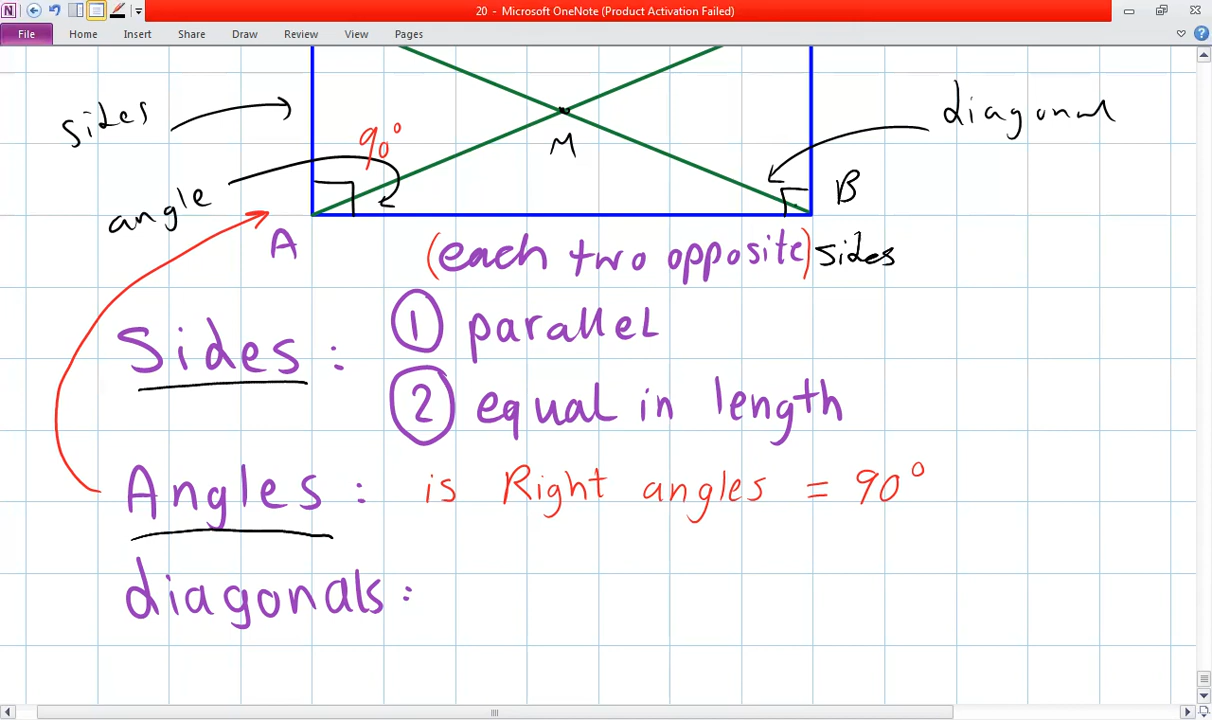 20 - Microsoft OneNote (Product Activation Failed)
File Home Insert Share Draw Review View Pages
sides
diagonal
90°
M
angle
B
A
(each two opposite) sides
Sides : ① parallel
② equal in length
Angles : is Right angles = 90°
diagonals :